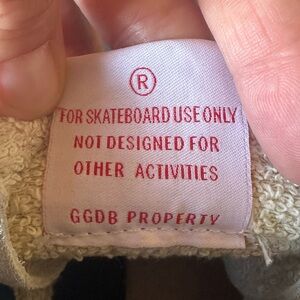 ®
FOR SKATEBOARD USE ONLY
NOT DESIGNED FOR
OTHER ACTIVITIES
GGDB PROPERTY